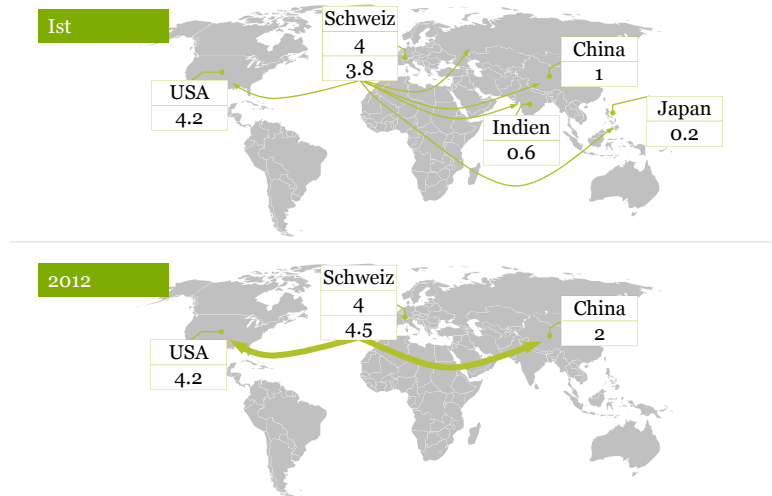 Ist
Schweiz
4
3.8
China
1
USA
4.2
Indien
0.6
Japan
0.2
2012
Schweiz
4
4.5
China
2
USA
4.2